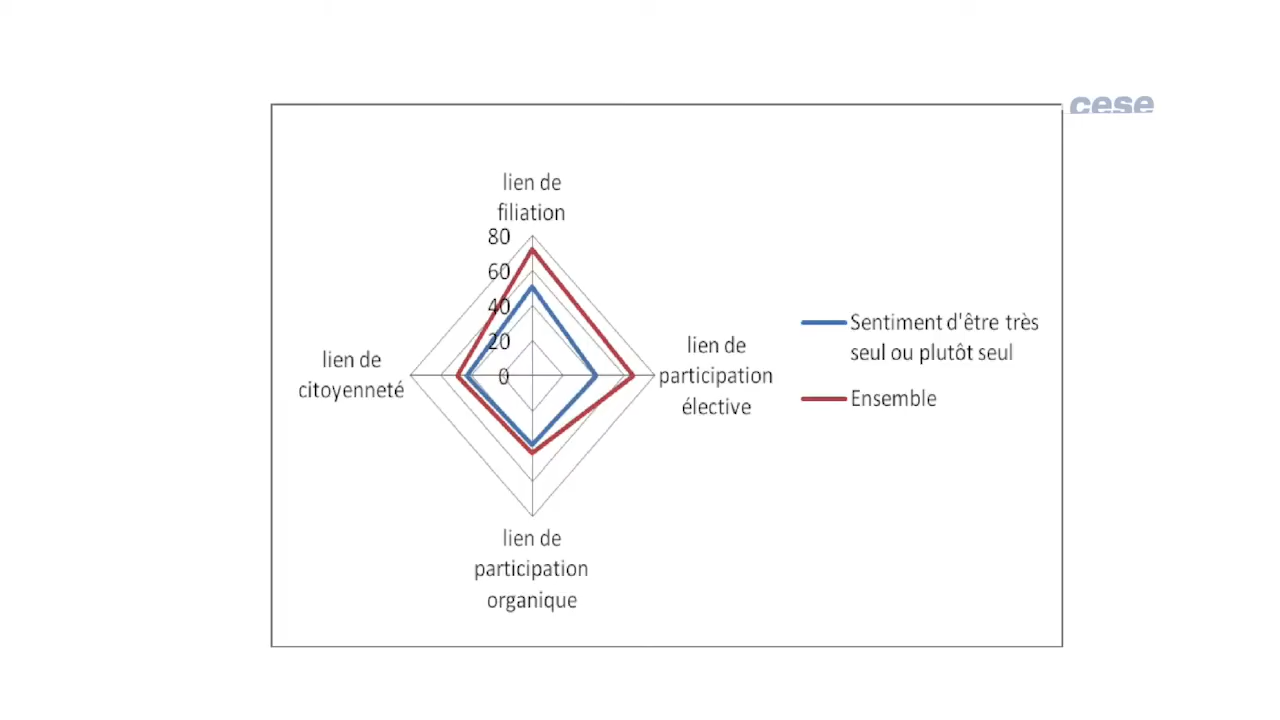 cese
lien de
filiation
80
60
40
20
0
lien de
citoyenneté
lien de
participation
élective
lien de
participation
organique
Sentiment d'être très
seul ou plutôt seul
Ensemble